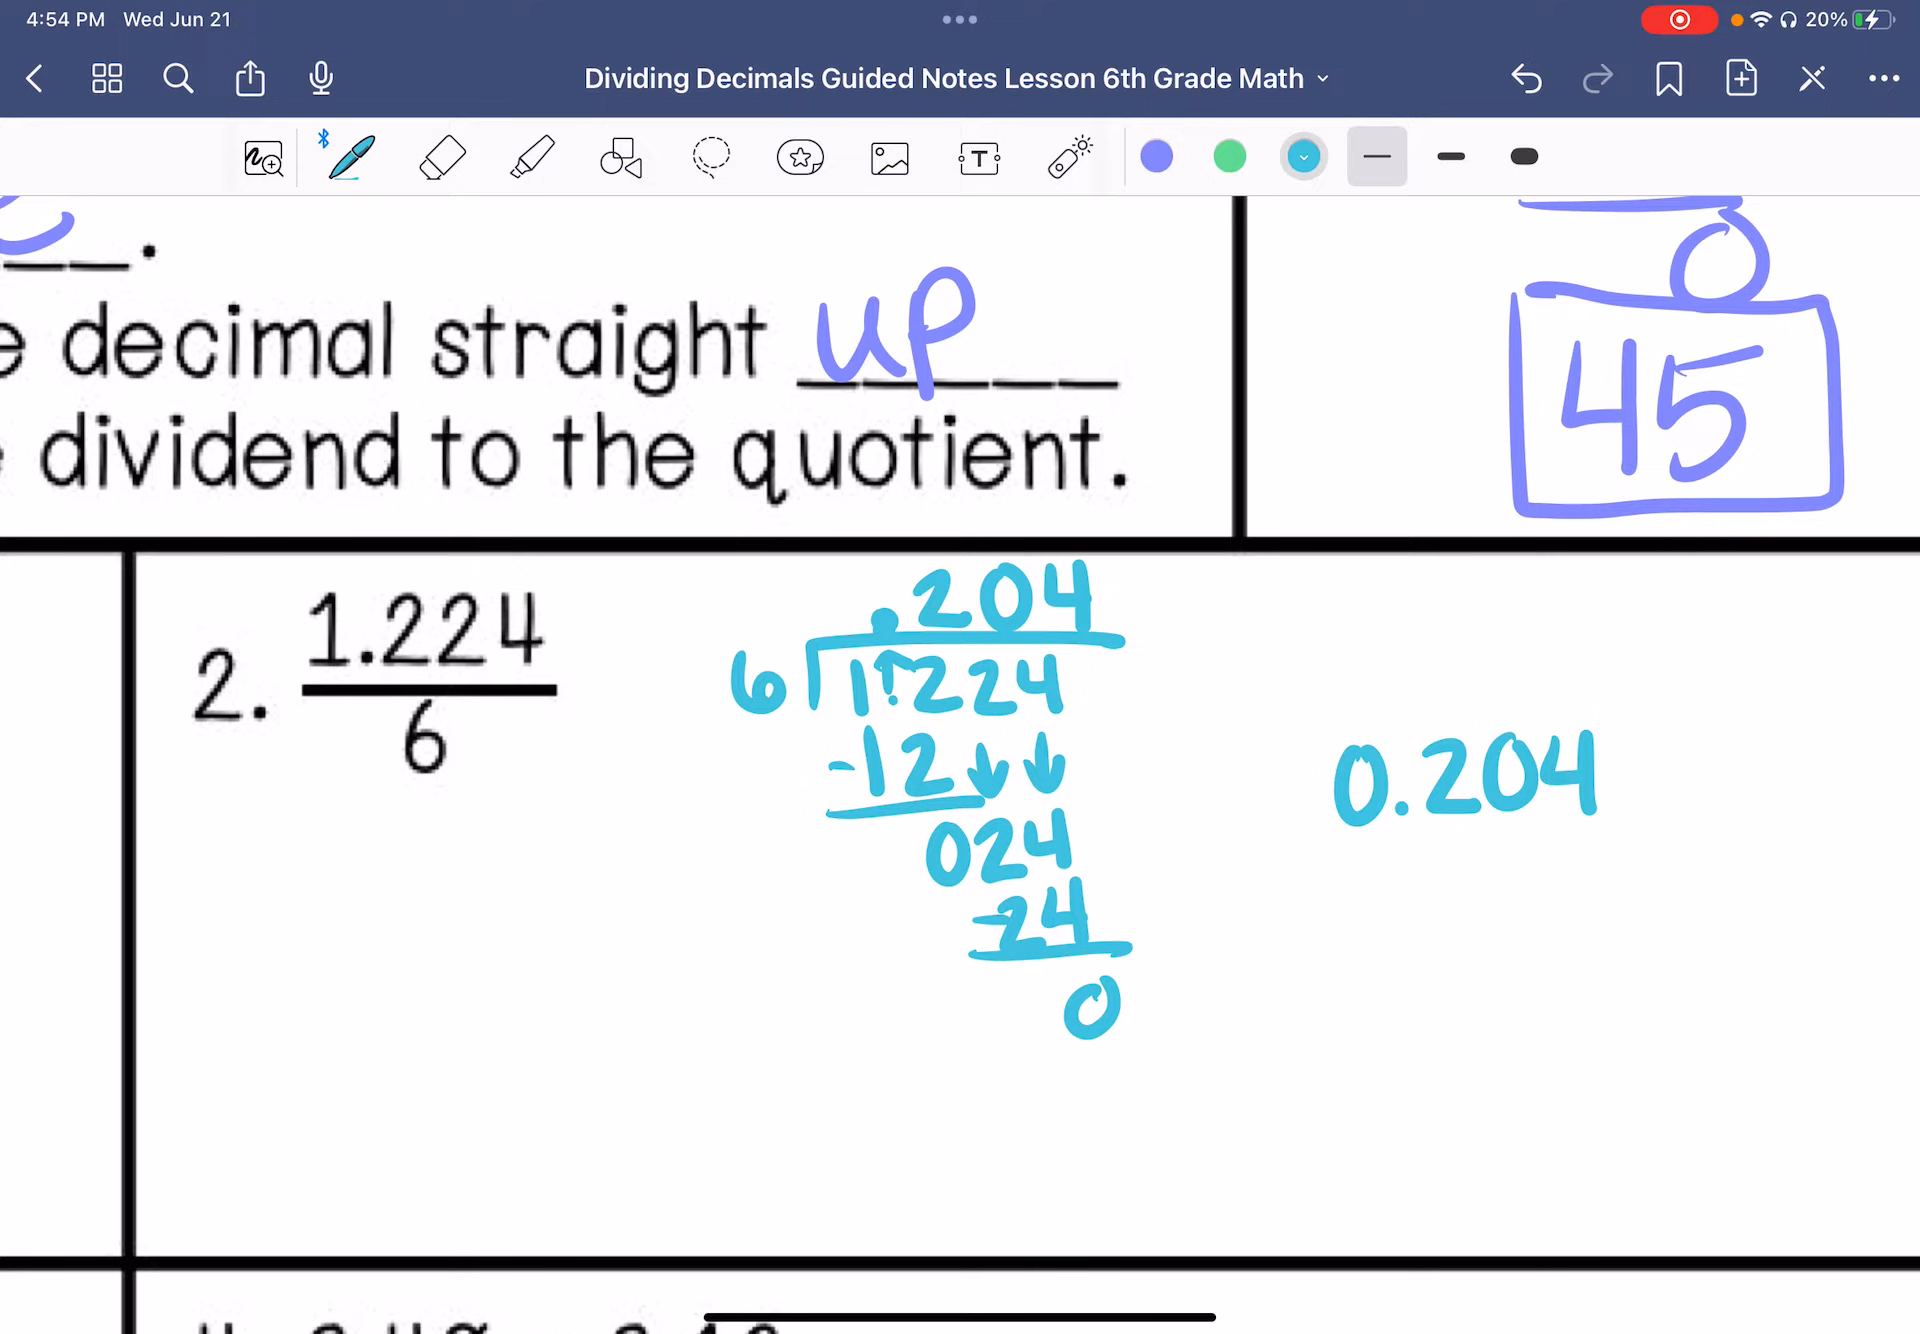 4:54 PM Wed Jun 21
20%
Dividing Decimals Guided Notes Lesson 6th Grade Math
T
0
decimal straight up
dividend to the quotient.
45
2. 1.224
6
.204
6 1.224
-12
024
-24
0
0.204